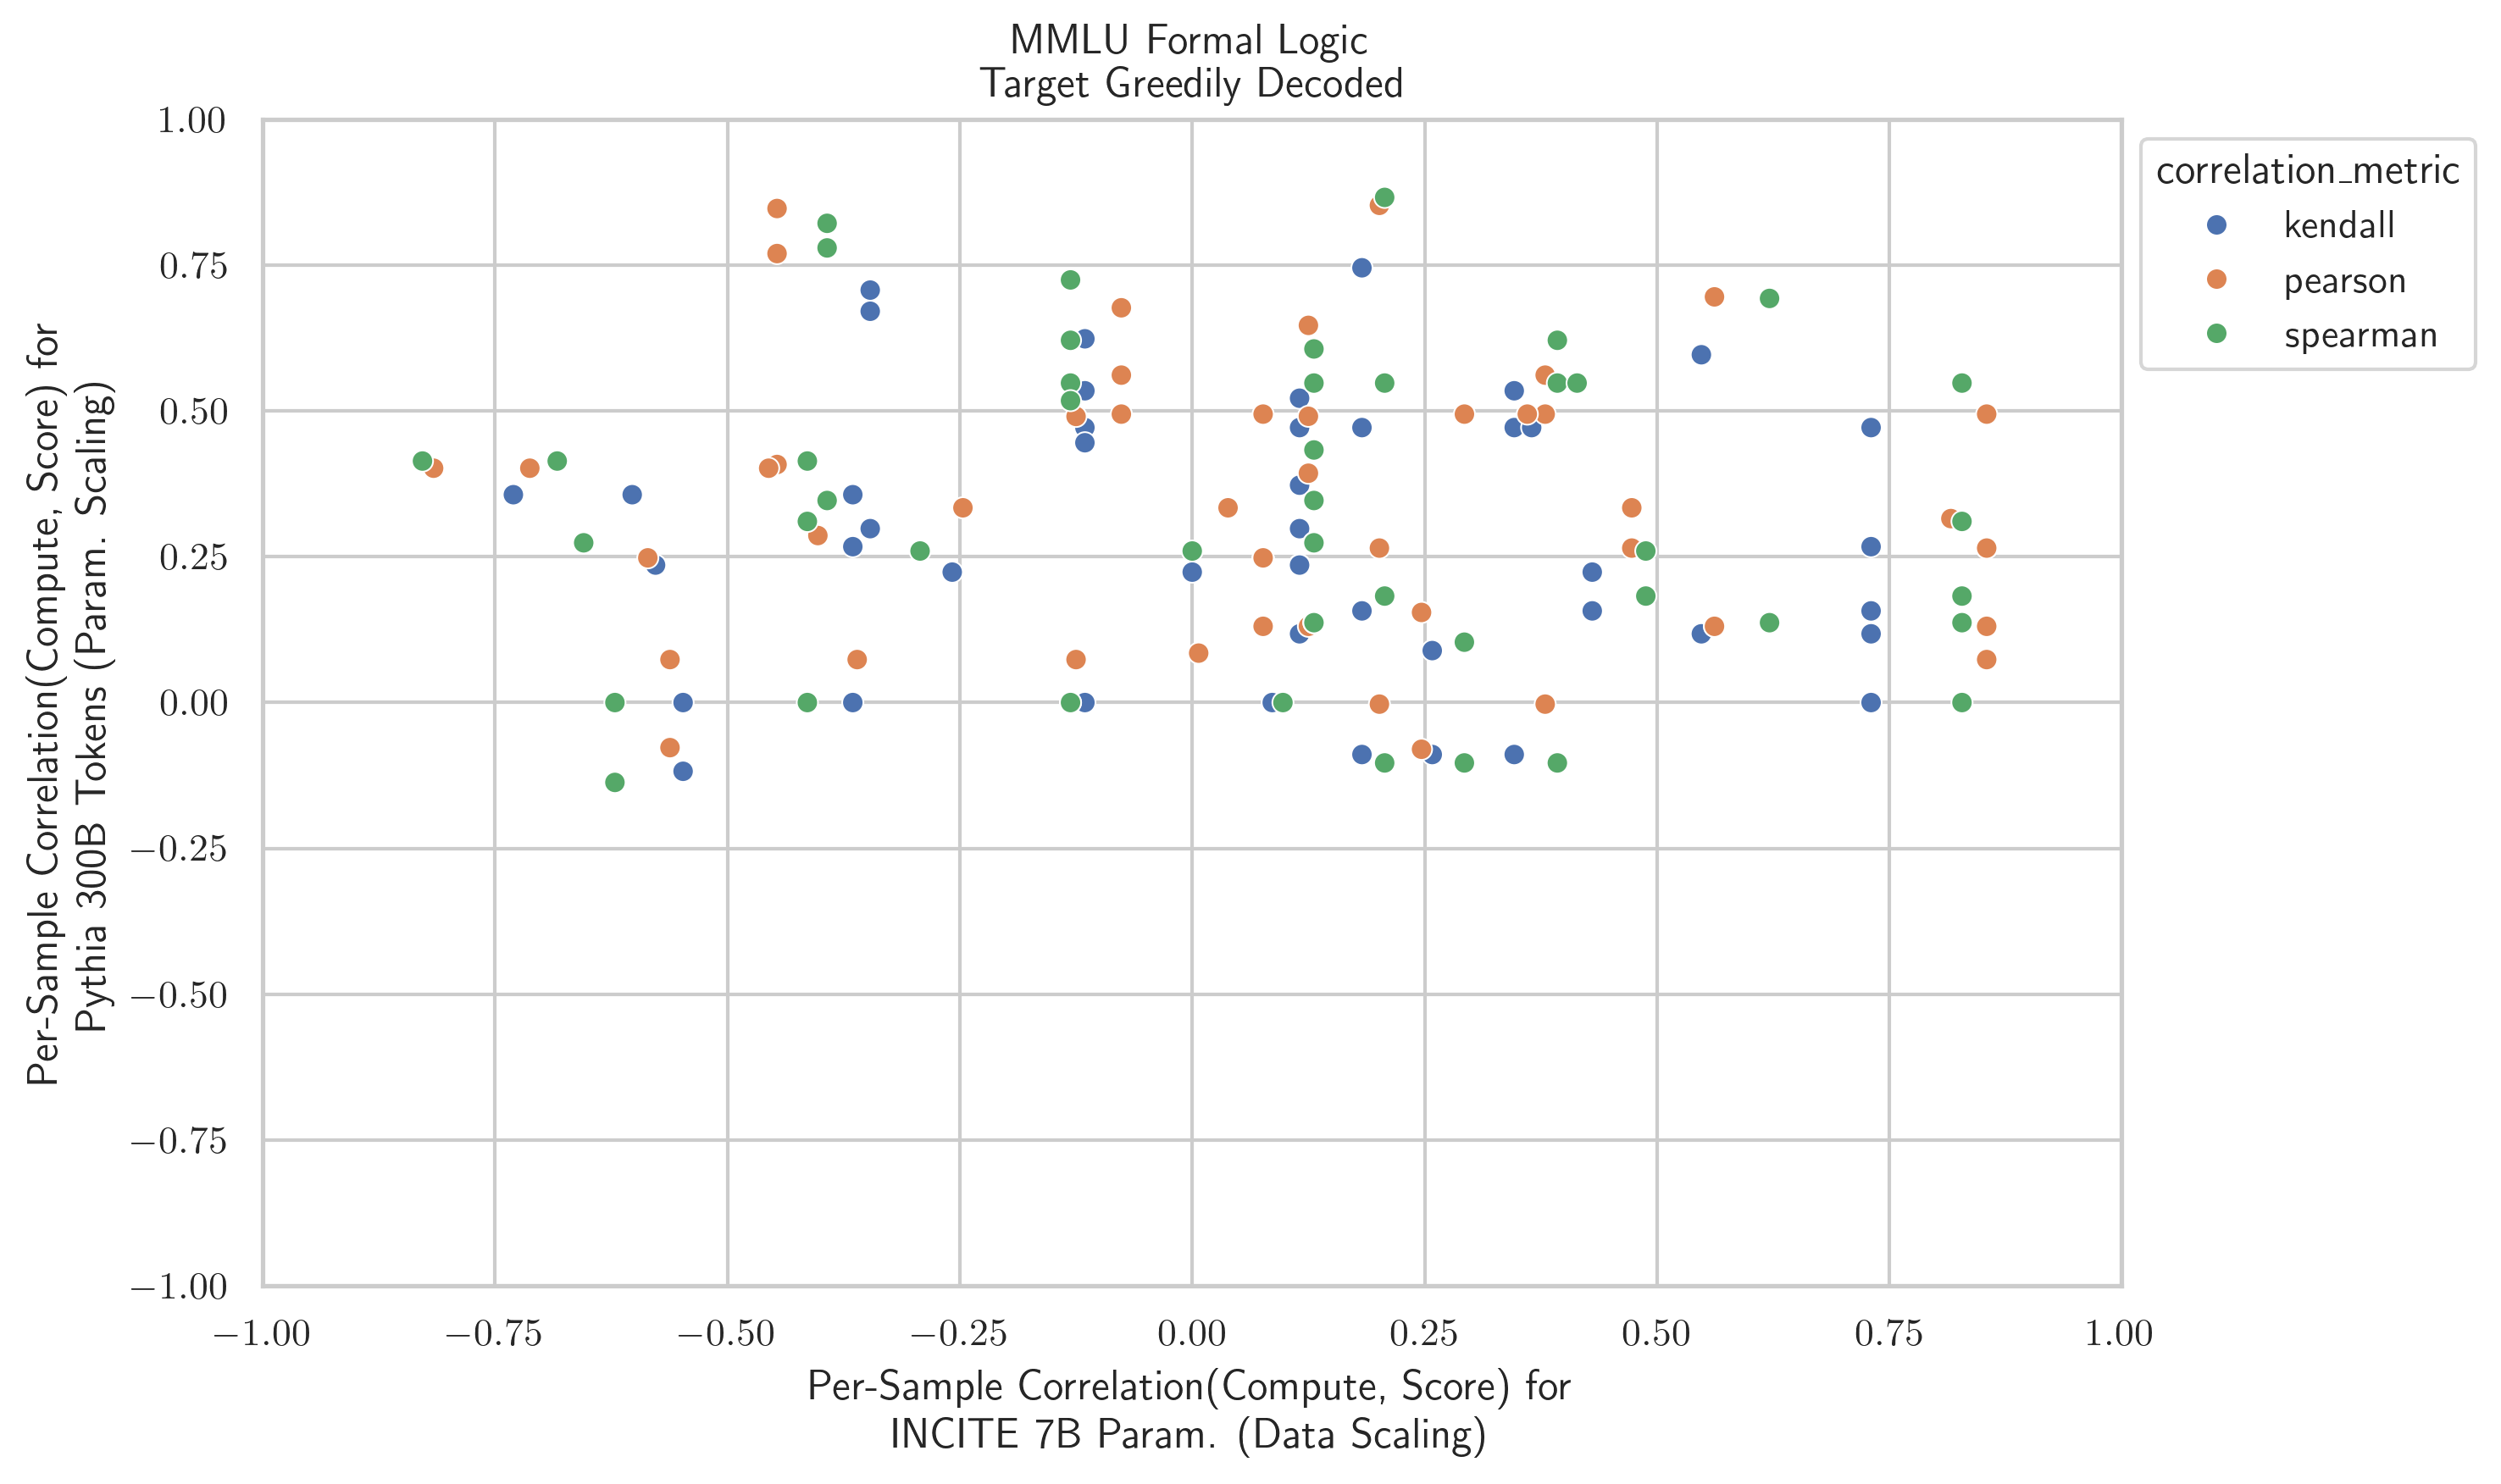 MMLU Formal Logic
Target Greedily Decoded
correlation_metric
kendall
pearson
spearman
Per-Sample Correlation(Compute, Score) for
Pythia 300B Tokens (Param. Scaling)
1.00
0.75
0.50
0.25
0.00
−0.25
−0.50
−0.75
−1.00
−1.00 −0.75 −0.50 −0.25 0.00 0.25 0.50 0.75 1.00
Per-Sample Correlation(Compute, Score) for
INCITE 7B Param. (Data Scaling)